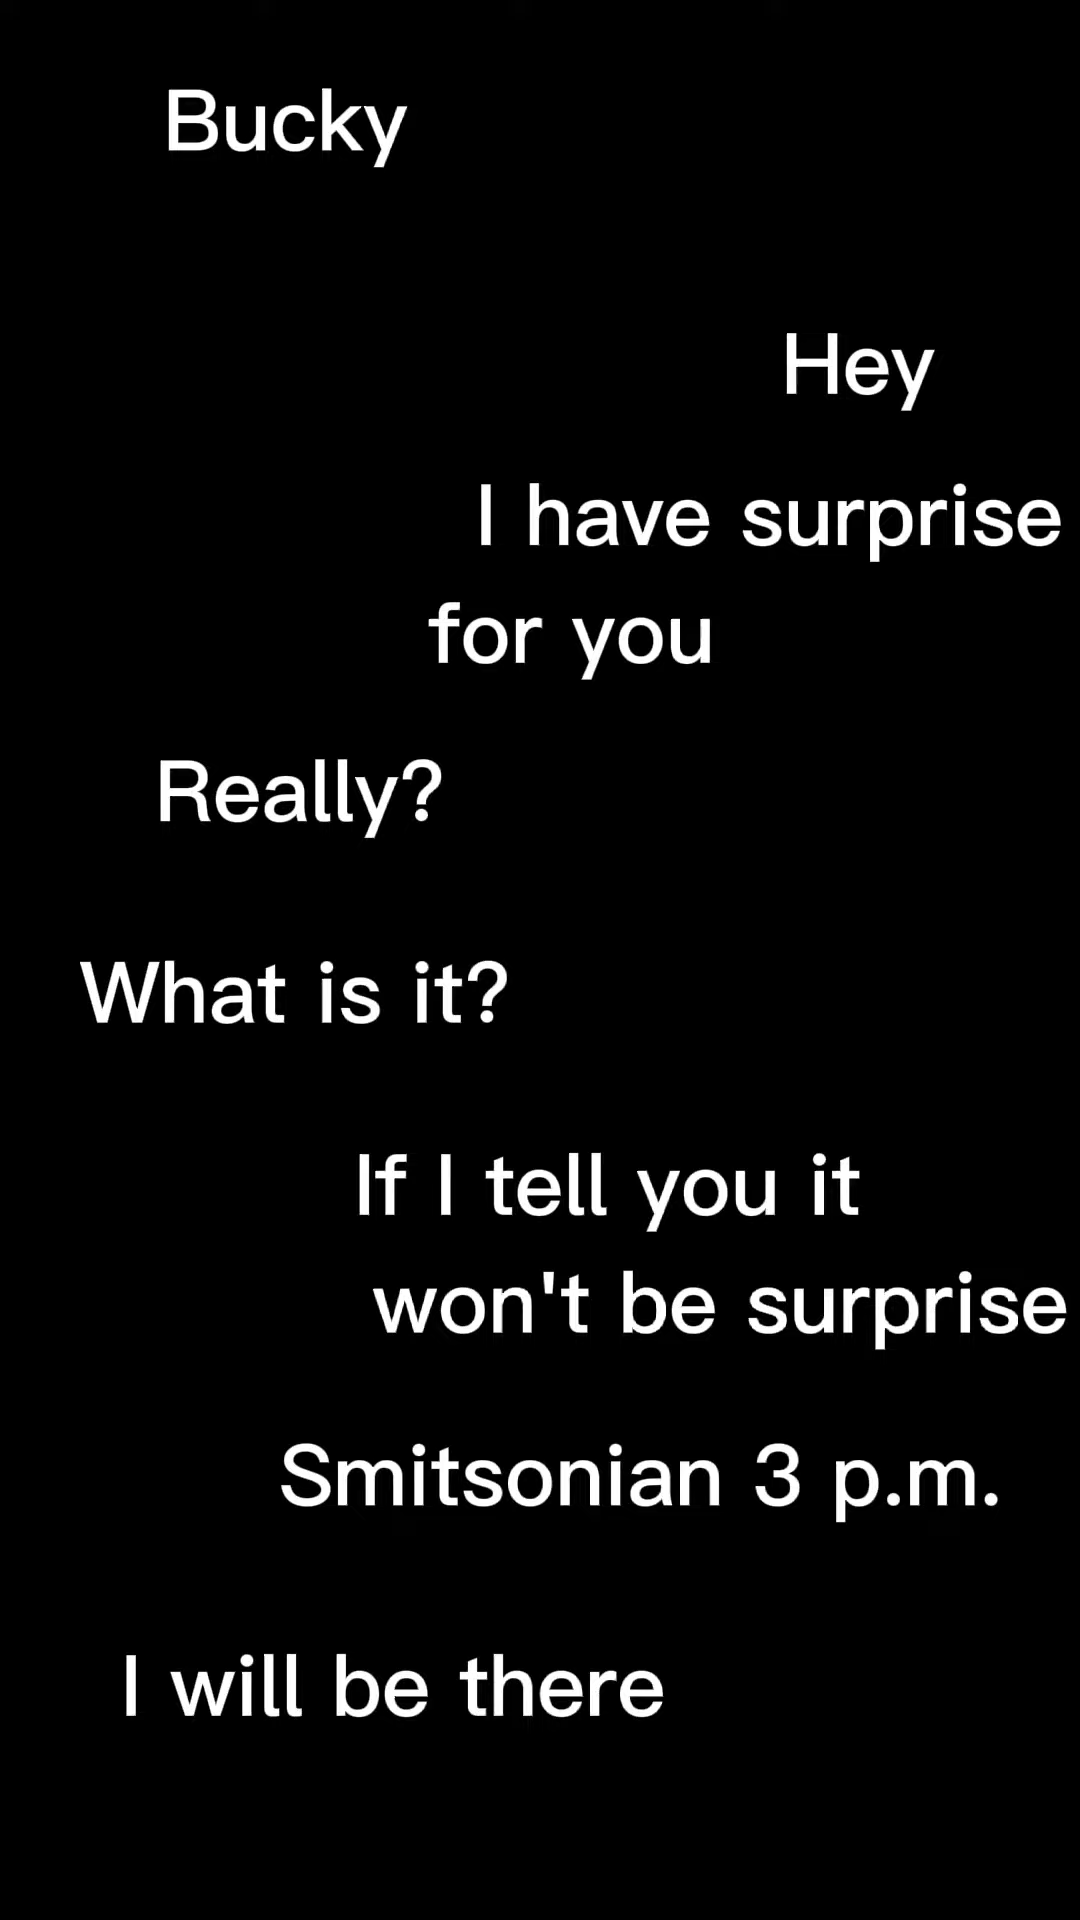 Bucky
Hey
I have surprise
for you
Really?
What is it?
If I tell you it
won't be surprise
Smitsonian 3 p.m.
I will be there